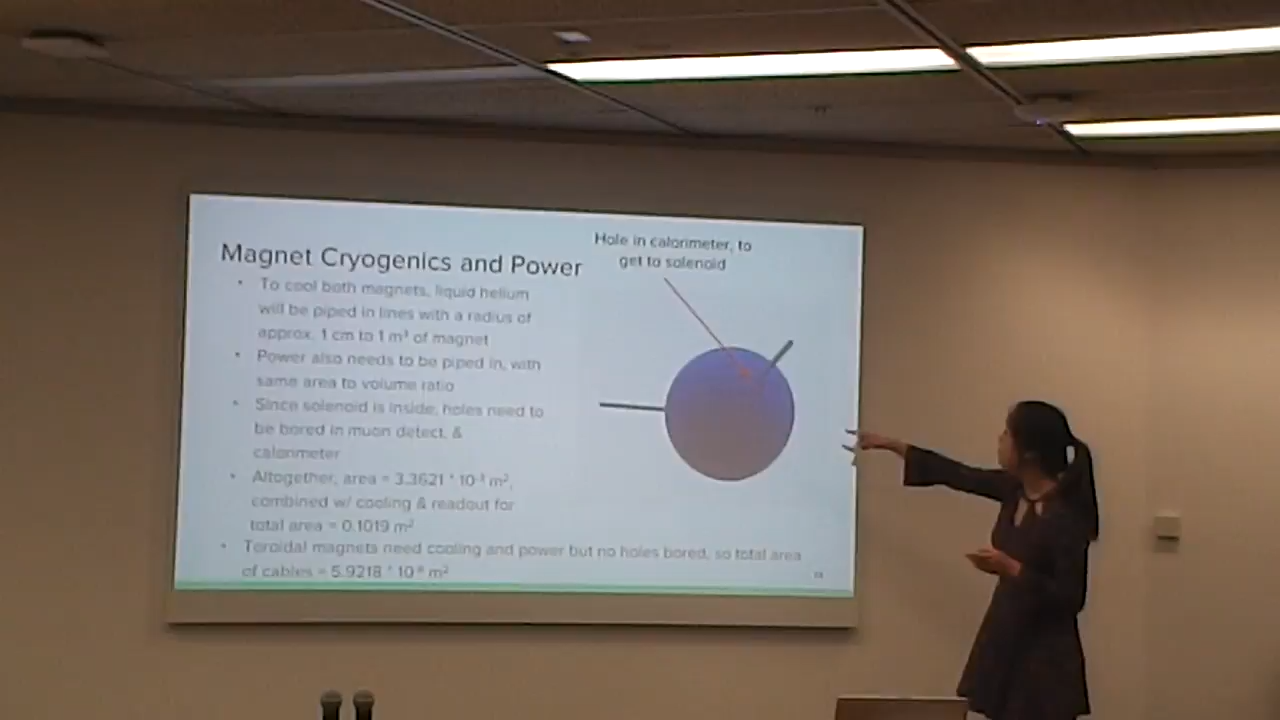 Magnet Cryogenics and Power
• To cool both magnets, liquid helium
will be piped in lines with a radius of
approx. 1 cm to 1 m³ of magnet
• Power also needs to be piped in, with
same area to volume ratio
• Since solenoid is inside, holes need to
be bored in muon detect. &
calorimeter
• Altogether, area = 3.3621 * 10 m²,
combined w/ cooling & readout for
total area = 0.1019 m²
• Toroidal magnets need cooling and power but no holes bored, so total area
of cables = 5.9218 * 10 m²
Hole in calorimeter, to
get to solenoid